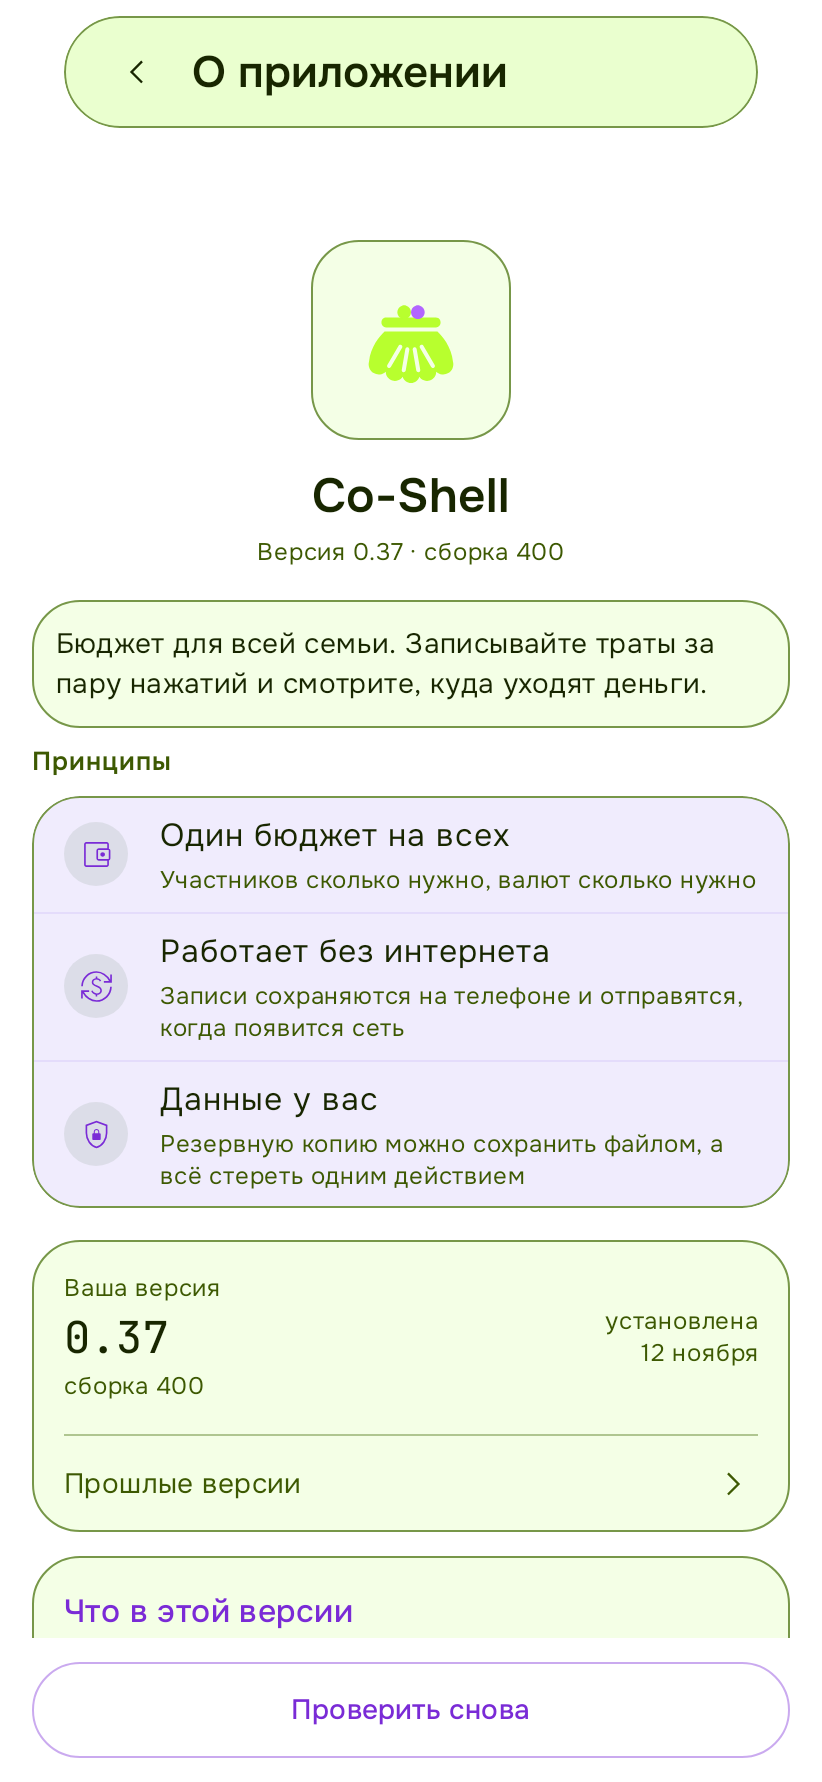 О приложении
Co-Shell
Версия 0.37 · сборка 400
Бюджет для всей семьи. Записывайте траты за
пару нажатий и смотрите, куда уходят деньги.
Принципы
Один бюджет на всех
Участников сколько нужно, валют сколько нужно
Работает без интернета
Записи сохраняются на телефоне и отправятся,
когда появится сеть
Данные у вас
Резервную копию можно сохранить файлом, а
всё стереть одним действием
Ваша версия
0.37
сборка 400
установлена
12 ноября
Прошлые версии
Что в этой версии
Проверить снова